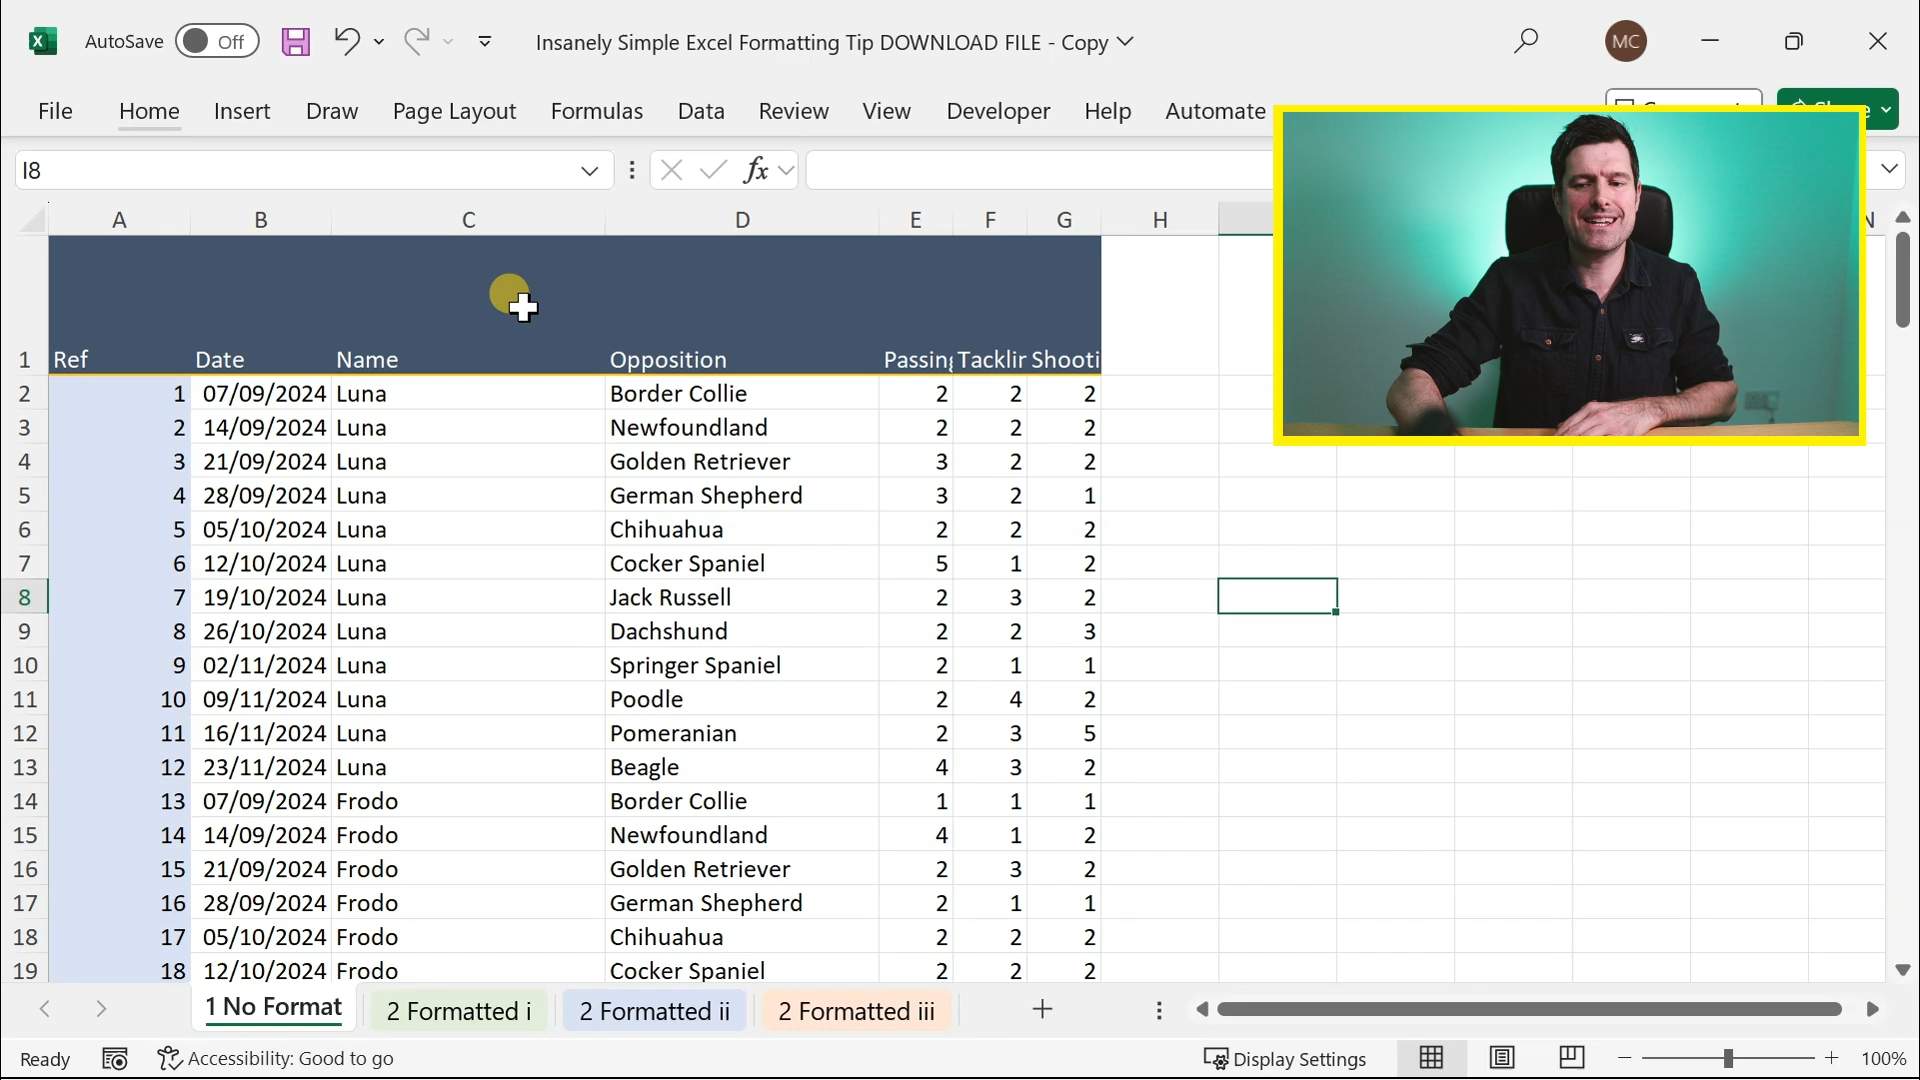 AutoSave Off Insanely Simple Excel Formatting Tip DOWNLOAD FILE - Copy MC
File Home Insert Draw Page Layout Formulas Data Review View Developer Help Automate
I8 fx
A B C D E F G H N
1 Ref Date Name Opposition Passing Tacklir Shooti
2 1 07/09/2024 Luna Border Collie 2 2 2
3 2 14/09/2024 Luna Newfoundland 2 2 2
4 3 21/09/2024 Luna Golden Retriever 3 2 2
5 4 28/09/2024 Luna German Shepherd 3 2 1
6 5 05/10/2024 Luna Chihuahua 2 2 2
7 6 12/10/2024 Luna Cocker Spaniel 5 1 2
8 7 19/10/2024 Luna Jack Russell 2 3 2
9 8 26/10/2024 Luna Dachshund 2 2 3
10 9 02/11/2024 Luna Springer Spaniel 2 1 1
11 10 09/11/2024 Luna Poodle 2 4 2
12 11 16/11/2024 Luna Pomeranian 2 3 5
13 12 23/11/2024 Luna Beagle 4 3 2
14 13 07/09/2024 Frodo Border Collie 1 1 1
15 14 14/09/2024 Frodo Newfoundland 4 1 2
16 15 21/09/2024 Frodo Golden Retriever 2 3 2
17 16 28/09/2024 Frodo German Shepherd 2 1 1
18 17 05/10/2024 Frodo Chihuahua 2 2 2
19 18 12/10/2024 Frodo Cocker Spaniel 2 2 2
1 No Format 2 Formatted i 2 Formatted ii 2 Formatted iii
Ready Accessibility: Good to go Display Settings 100%